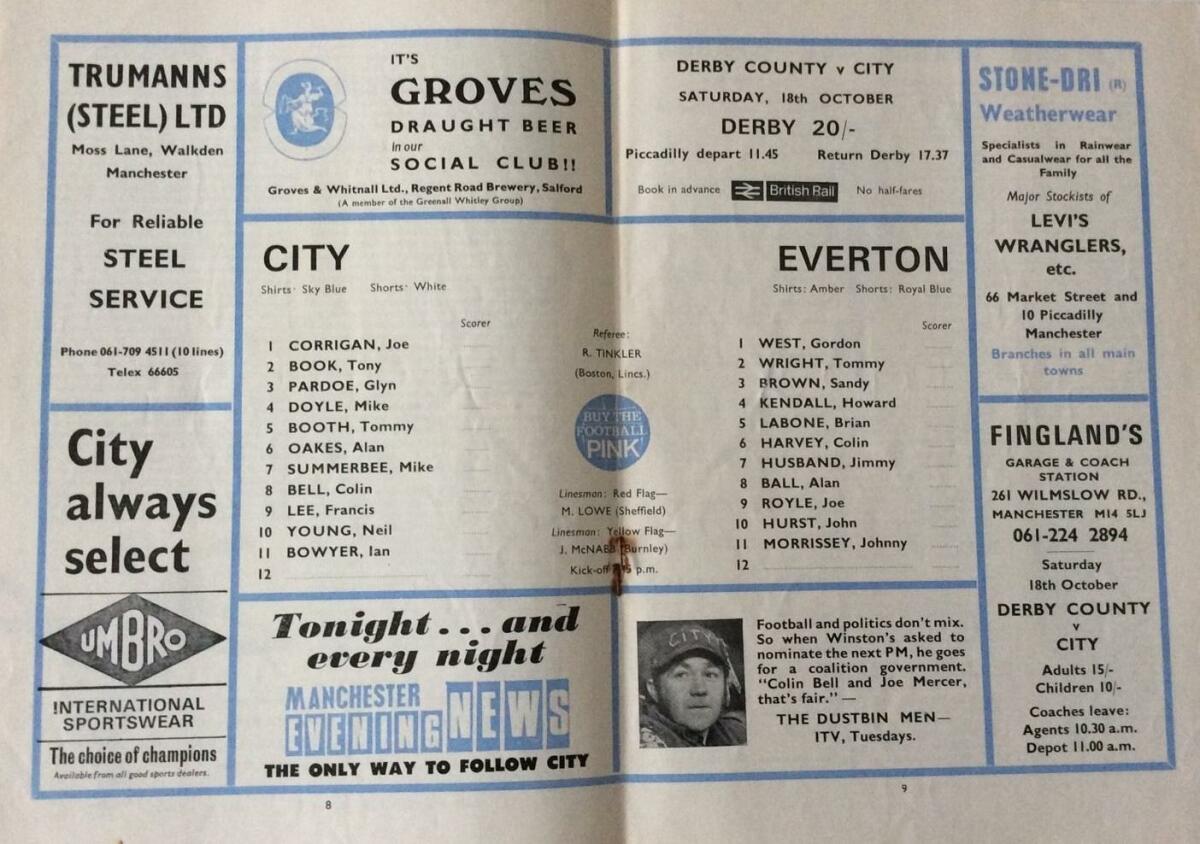 TRUMANNS
(STEEL) LTD
Moss Lane, Walkden
Manchester
For Reliable
STEEL
SERVICE
Phone 061-709 4511 (10 lines)
Telex 66605
City
always
select
UMBRO
INTERNATIONAL
SPORTSWEAR
The choice of champions
Available from all good sports dealers.
IT'S
GROVES
DRAUGHT BEER
in our
SOCIAL CLUB!!
Groves & Whitnall Ltd., Regent Road Brewery, Salford
(A member of the Greenall Whitley Group)
DERBY COUNTY v CITY
SATURDAY, 18th OCTOBER
DERBY 20/-
Piccadilly depart 11.45 Return Derby 17.37
Book in advance British Rail No half-fares
CITY
Shirts: Sky Blue Shorts: White
Scorer
1 CORRIGAN, Joe
2 BOOK, Tony
3 PARDOE, Glyn
4 DOYLE, Mike
5 BOOTH, Tommy
6 OAKES, Alan
7 SUMMERBEE, Mike
8 BELL, Colin
9 LEE, Francis
10 YOUNG, Neil
11 BOWYER, Ian
12
Referee:
R. TINKLER
(Boston, Lincs.)
BUY THE
FOOTBALL
PINK
Linesman: Red Flag—
M. LOWE (Sheffield)
Linesman: Yellow Flag—
J. McNABB (Burnley)
Kick-off p.m.
EVERTON
Shirts: Amber Shorts: Royal Blue
Scorer
1 WEST, Gordon
2 WRIGHT, Tommy
3 BROWN, Sandy
4 KENDALL, Howard
5 LABONE, Brian
6 HARVEY, Colin
7 HUSBAND, Jimmy
8 BALL, Alan
9 ROYLE, Joe
10 HURST, John
11 MORRISSEY, Johnny
12
Tonight...and
every night
MANCHESTER
EVENING NEWS
THE ONLY WAY TO FOLLOW CITY
CITY
Football and politics don't mix.
So when Winston's asked to
nominate the next PM, he goes
for a coalition government.
"Colin Bell and Joe Mercer,
that's fair." —
THE DUSTBIN MEN—
ITV, Tuesdays.
STONE-DRI (R)
Weatherwear
Specialists in Rainwear
and Casualwear for all the
Family
Major Stockists of
LEVI'S
WRANGLERS,
etc.
66 Market Street and
10 Piccadilly
Manchester
Branches in all main
towns
FINGLAND'S
GARAGE & COACH
STATION
261 WILMSLOW RD.,
MANCHESTER M14 5LJ
061-224 2894
Saturday
18th October
DERBY COUNTY
v
CITY
Adults 15/-
Children 10/-
Coaches leave:
Agents 10.30 a.m.
Depot 11.00 a.m.
8
9